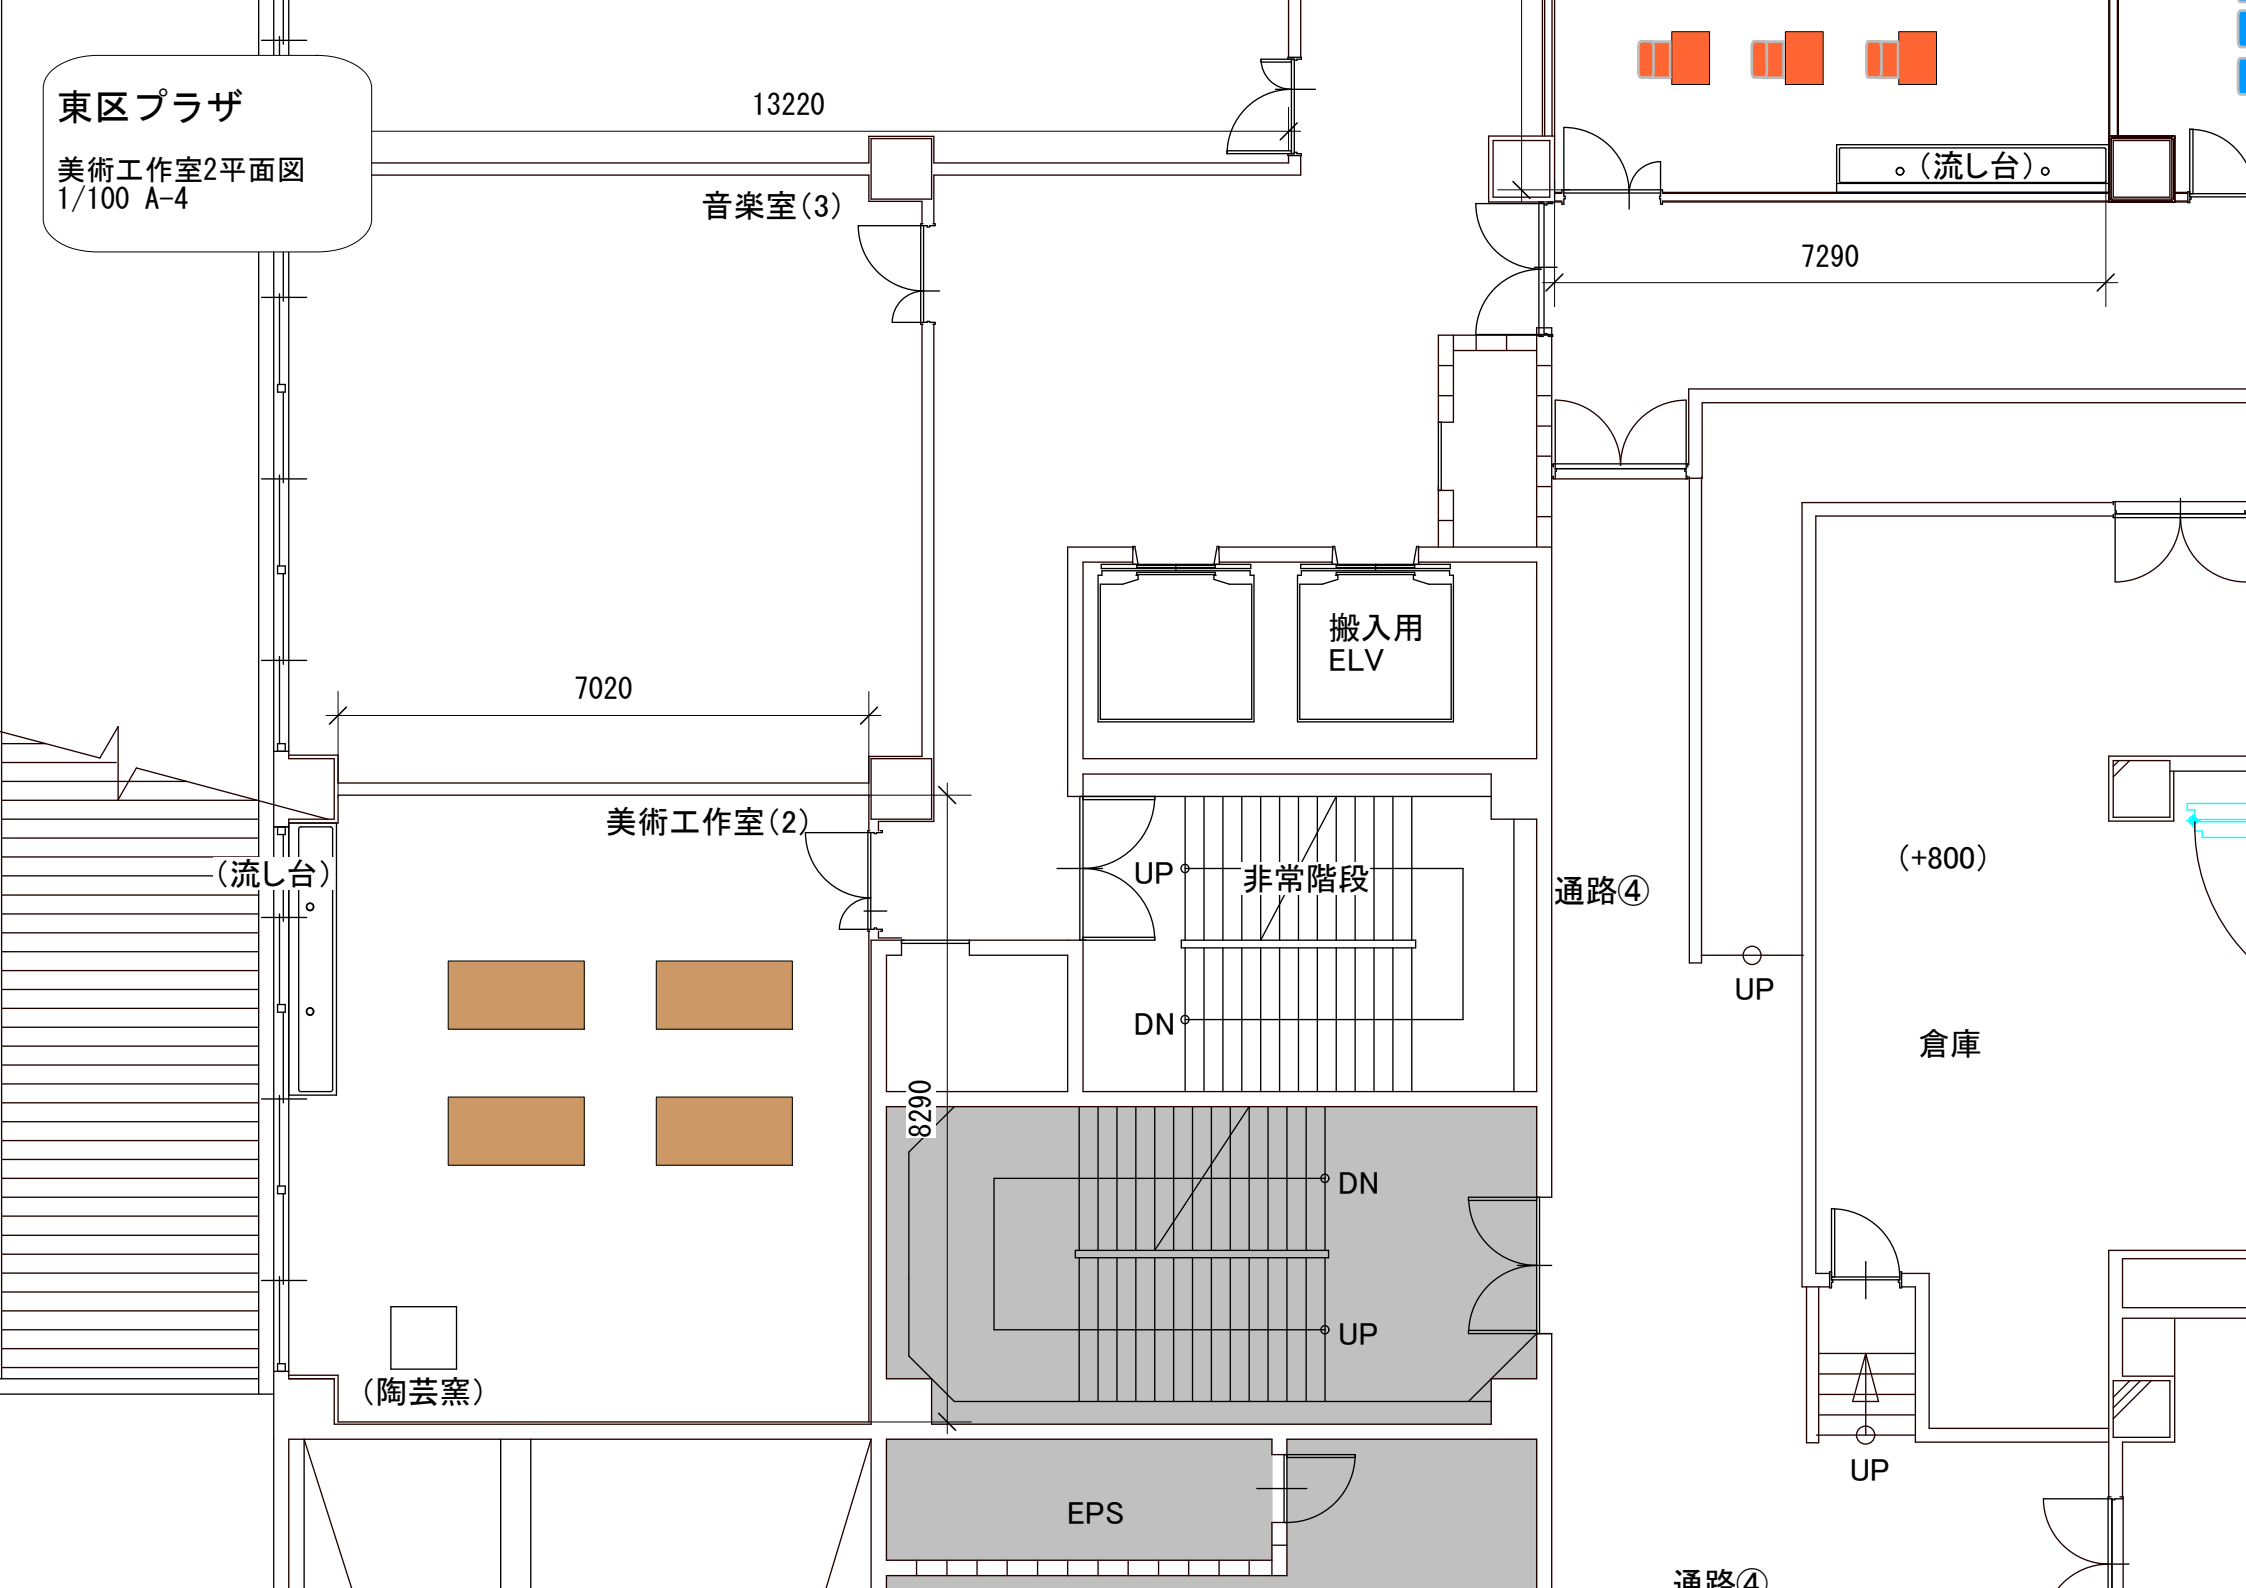 東区プラザ
美術工作室2平面図
1/100 A-4
13220
音楽室(3)
(流し台)
7290
搬入用
ELV
7020
美術工作室(2)
(流し台)
UP
非常階段
DN
通路④
(+800)
UP
倉庫
8290
DN
UP
(陶芸窯)
EPS
UP
通路④